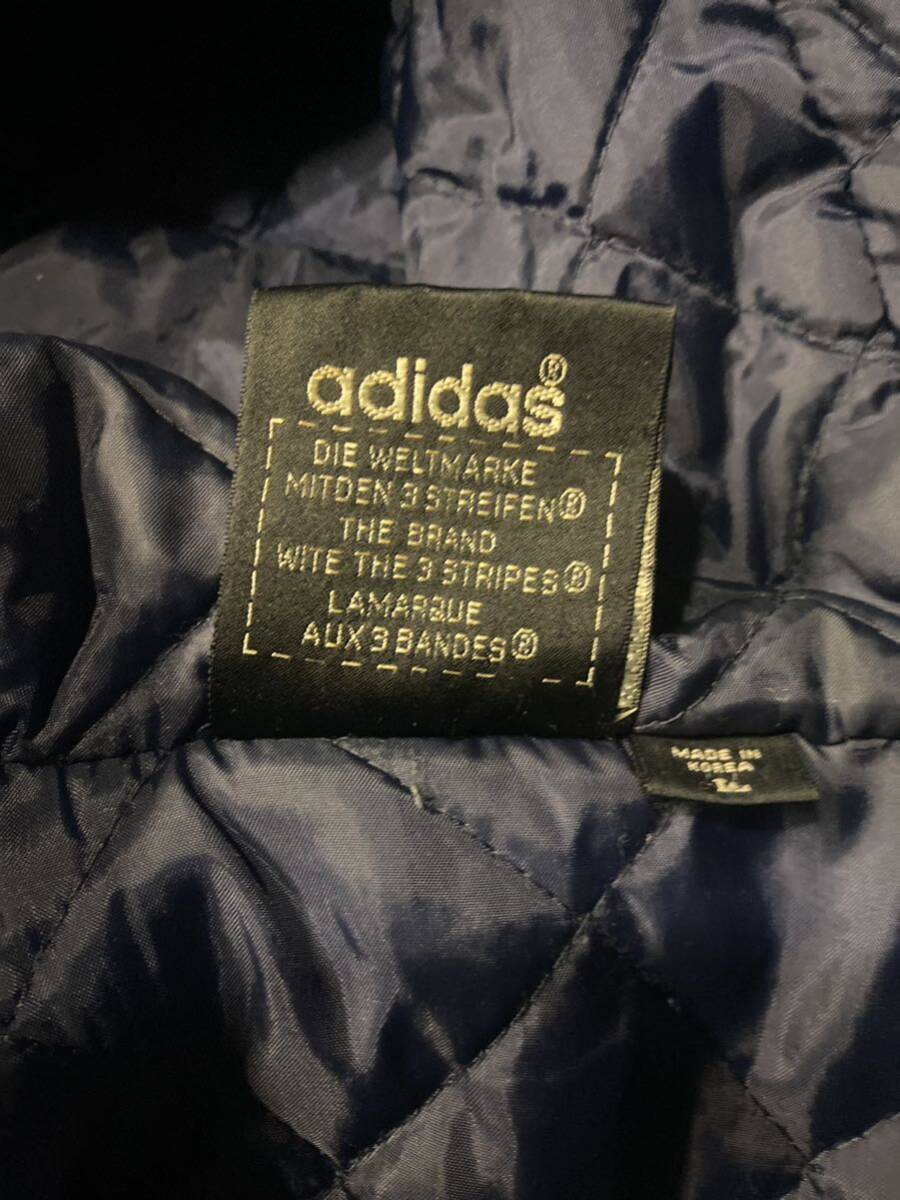 adidas®
DIE WELTMARKE
MITDEN 3 STREIFEN®
THE BRAND
WITE THE 3 STRIPES®
LAMARQUE
AUX 3 BANDES®
MADE IN
KOREA
L